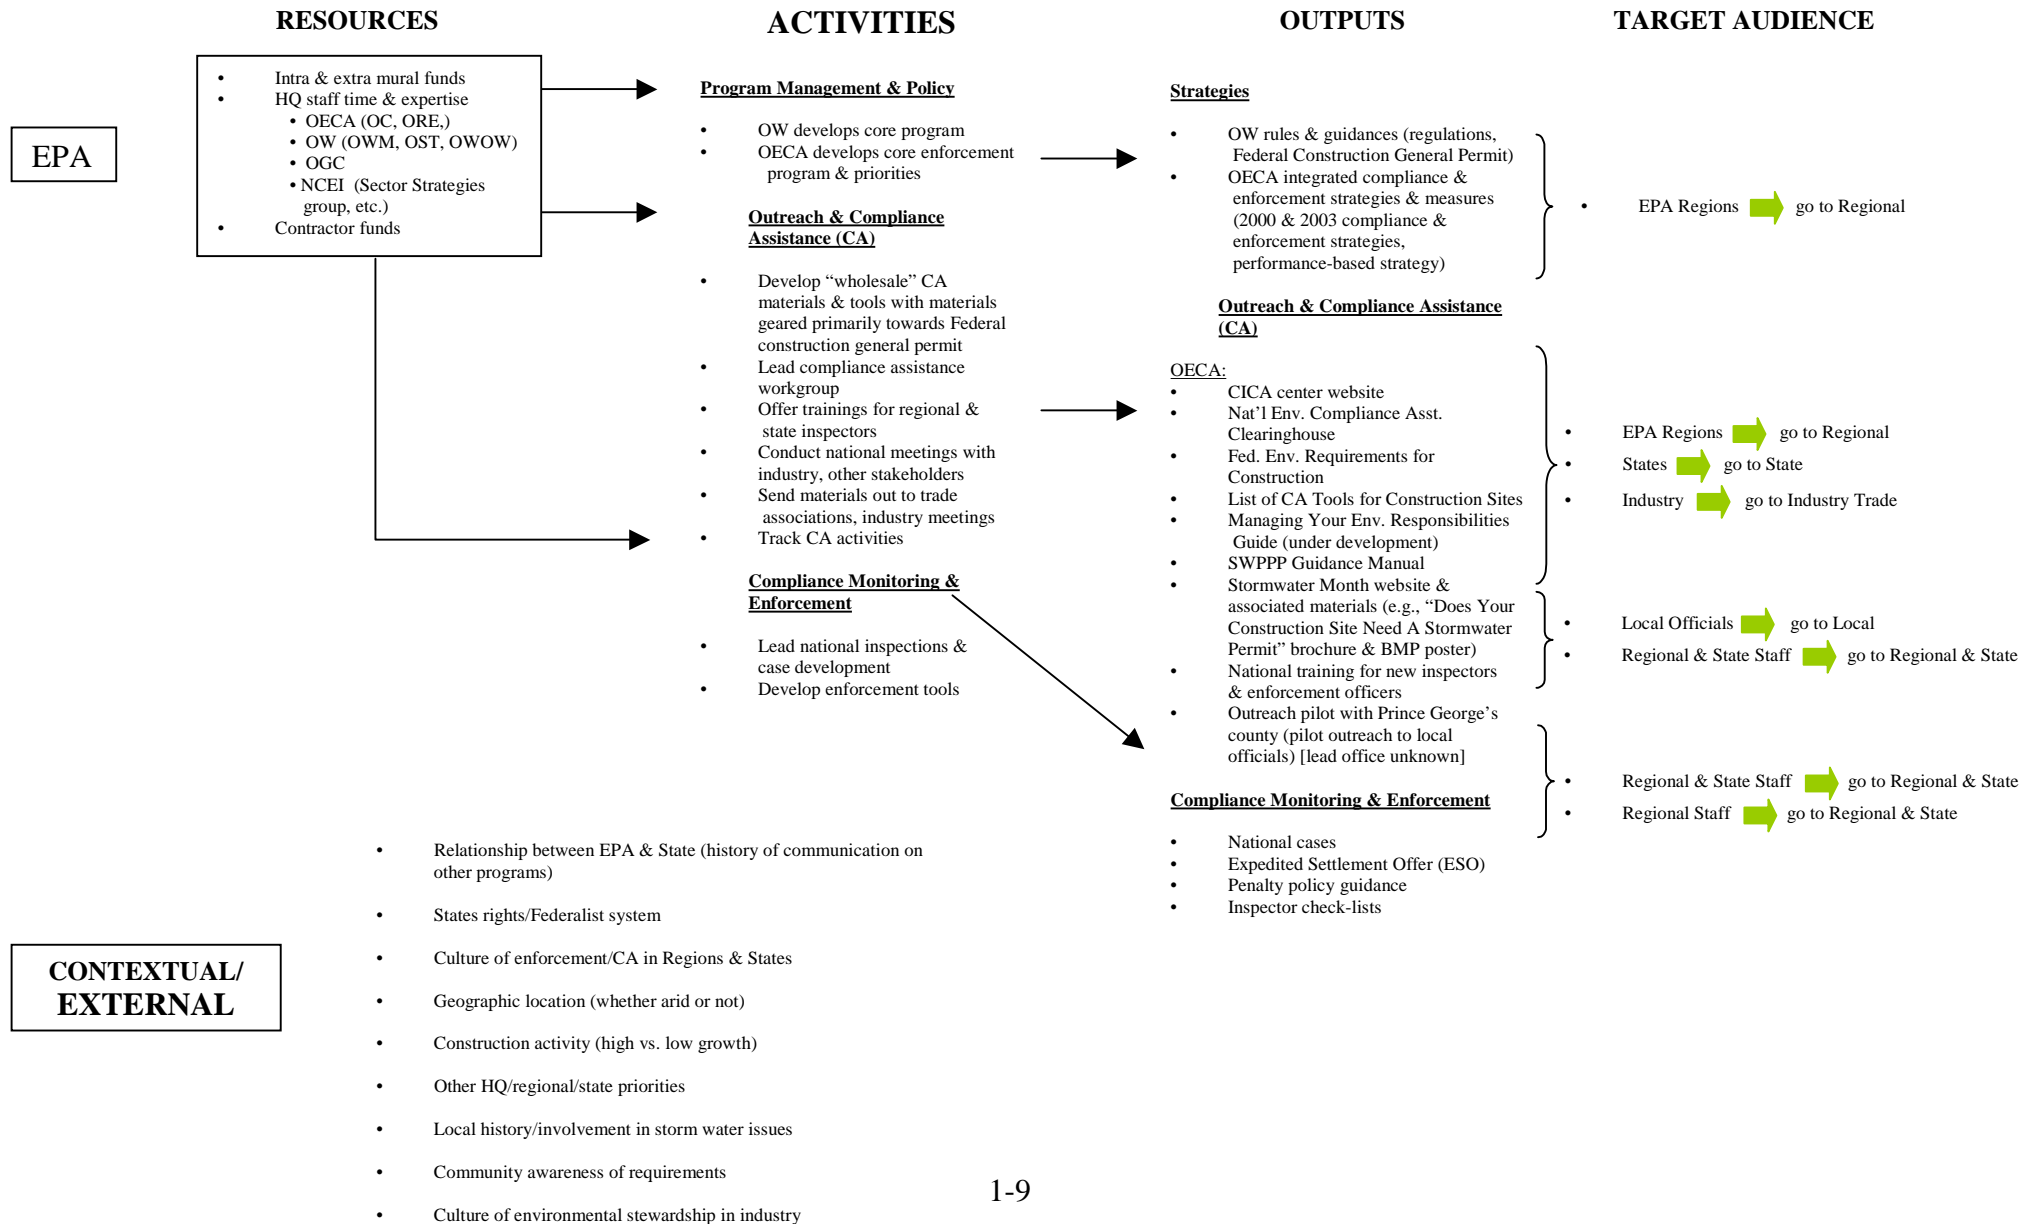 RESOURCES
ACTIVITIES
OUTPUTS
TARGET AUDIENCE
EPA
• Intra & extra mural funds
• HQ staff time & expertise
• OECA (OC, ORE,)
• OW (OWM, OST, OWOW)
• OGC
• NCEI (Sector Strategies
group, etc.)
• Contractor funds
Program Management & Policy
• OW develops core program
• OECA develops core enforcement
program & priorities
Outreach & Compliance
Assistance (CA)
• Develop “wholesale” CA
materials & tools with materials
geared primarily towards Federal
construction general permit
• Lead compliance assistance
workgroup
• Offer trainings for regional &
state inspectors
• Conduct national meetings with
industry, other stakeholders
• Send materials out to trade
associations, industry meetings
• Track CA activities
Compliance Monitoring &
Enforcement
• Lead national inspections &
case development
• Develop enforcement tools
Strategies
• OW rules & guidances (regulations,
Federal Construction General Permit)
• OECA integrated compliance &
enforcement strategies & measures
(2000 & 2003 compliance &
enforcement strategies,
performance-based strategy)
Outreach & Compliance Assistance
(CA)
OECA:
• CICA center website
• Nat’l Env. Compliance Asst.
Clearinghouse
• Fed. Env. Requirements for
Construction
• List of CA Tools for Construction Sites
• Managing Your Env. Responsibilities
Guide (under development)
• SWPPP Guidance Manual
• Stormwater Month website &
associated materials (e.g., “Does Your
Construction Site Need A Stormwater
Permit” brochure & BMP poster)
• National training for new inspectors
& enforcement officers
• Outreach pilot with Prince George’s
county (pilot outreach to local
officials) [lead office unknown]
Compliance Monitoring & Enforcement
• National cases
• Expedited Settlement Offer (ESO)
• Penalty policy guidance
• Inspector check-lists
• EPA Regions go to Regional
• EPA Regions go to Regional
• States go to State
• Industry go to Industry Trade
• Local Officials go to Local
• Regional & State Staff go to Regional & State
• Regional & State Staff go to Regional & State
• Regional Staff go to Regional & State
CONTEXTUAL/
EXTERNAL
• Relationship between EPA & State (history of communication on
other programs)
• States rights/Federalist system
• Culture of enforcement/CA in Regions & States
• Geographic location (whether arid or not)
• Construction activity (high vs. low growth)
• Other HQ/regional/state priorities
• Local history/involvement in storm water issues
• Community awareness of requirements
• Culture of environmental stewardship in industry
1-9